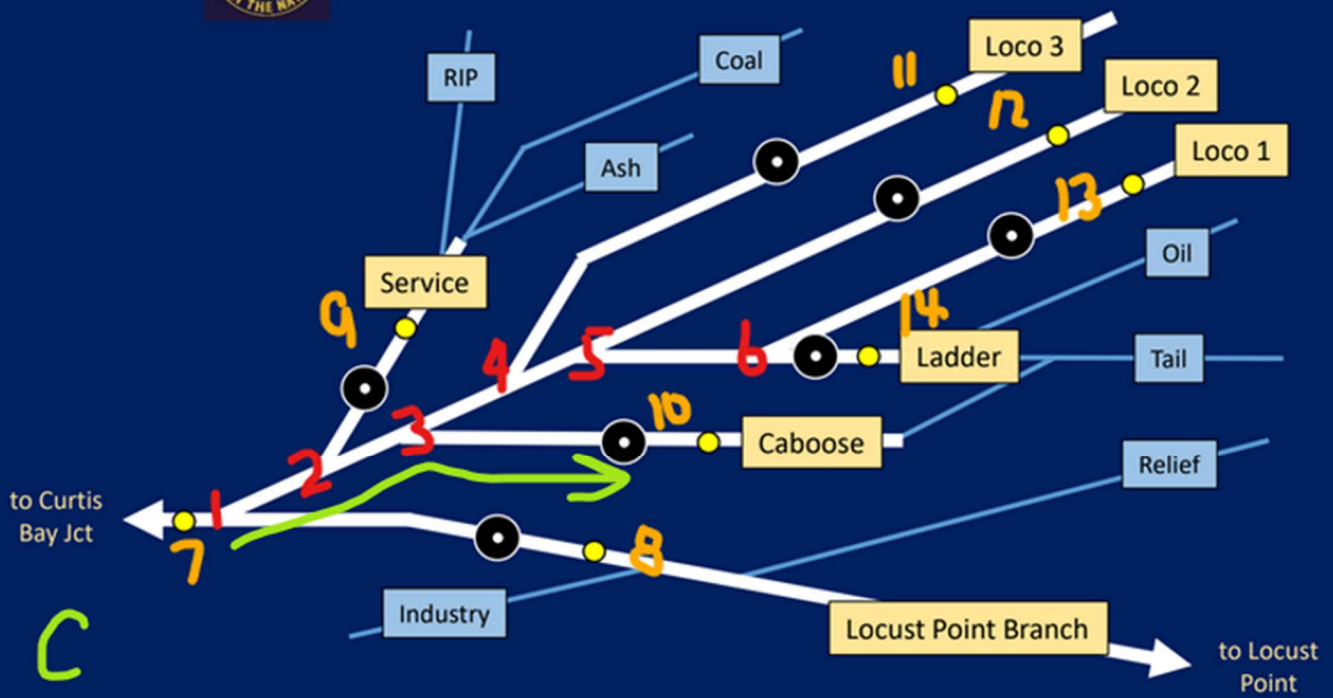 THE NA
Loco 3
11
Coal
RIP
Loco 2
12
Ash
Loco 1
13
Oil
Service
9
14
4
5
6
Ladder
Tail
10
3
Caboose
2
Relief
to Curtis
Bay Jct
1
7
8
Industry
C
Locust Point Branch
to Locust
Point